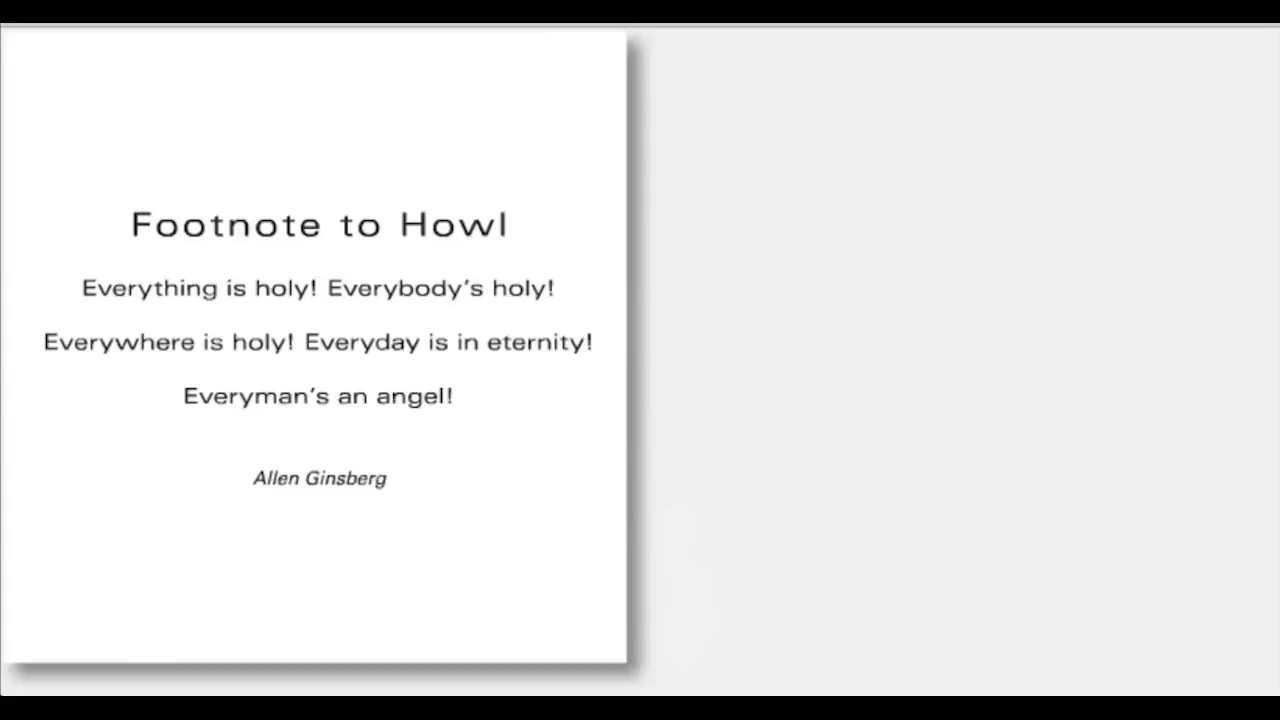 Footnote to Howl
Everything is holy! Everybody's holy!
Everywhere is holy! Everyday is in eternity!
Everyman's an angel!
Allen Ginsberg